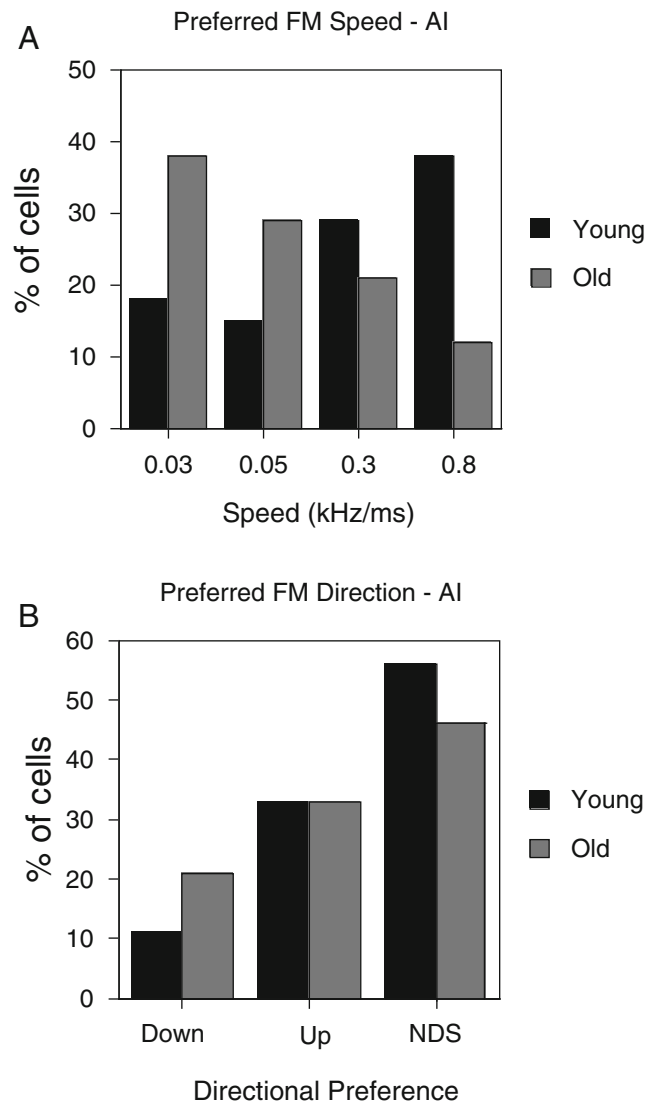 A
Preferred FM Speed - AI
50
40
30
20
10
0
% of cells
0.03 0.05 0.3 0.8
Speed (kHz/ms)
Young
Old
B
Preferred FM Direction - AI
60
50
40
30
20
10
0
% of cells
Down Up NDS
Directional Preference
Young
Old